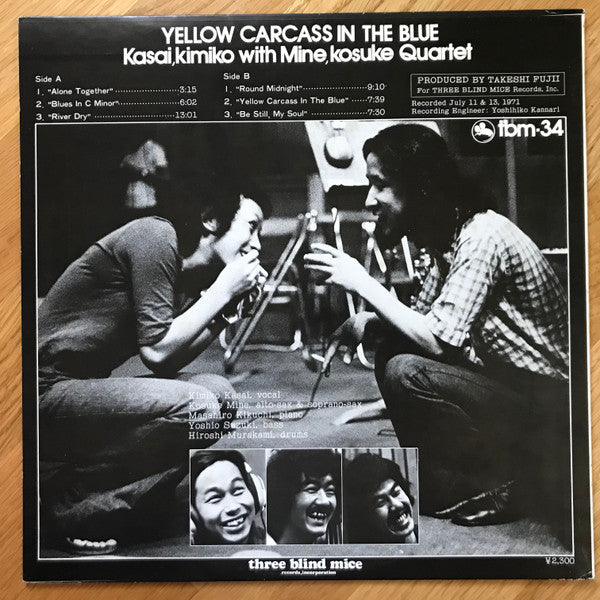 YELLOW CARCASS IN THE BLUE
Kasai,kimiko with Mine,kosuke Quartet
Side A
1. "Alone Together"........................3:15
2. "Blues In C Minor"......................6:02
3. "River Dry"..............................13:01
Side B
1. "Round Midnight".........................9:10
2. "Yellow Carcass In The Blue".........7:39
3. "Be Still, My Soul"......................7:30
PRODUCED BY TAKESHI FUJII
For THREE BLIND MICE Records, Inc.
Recorded July 11 & 13, 1971
Recording Engineer: Yoshihiko Kannari
tbm-34
Kimiko Kasai, vocal
Kosuke Mine, alto-sax & soprano-sax
Masahiro Kikuchi, piano
Yoshio Suzuki, bass
Hiroshi Murakami, drums
three blind mice
records, incorporation
¥2,300